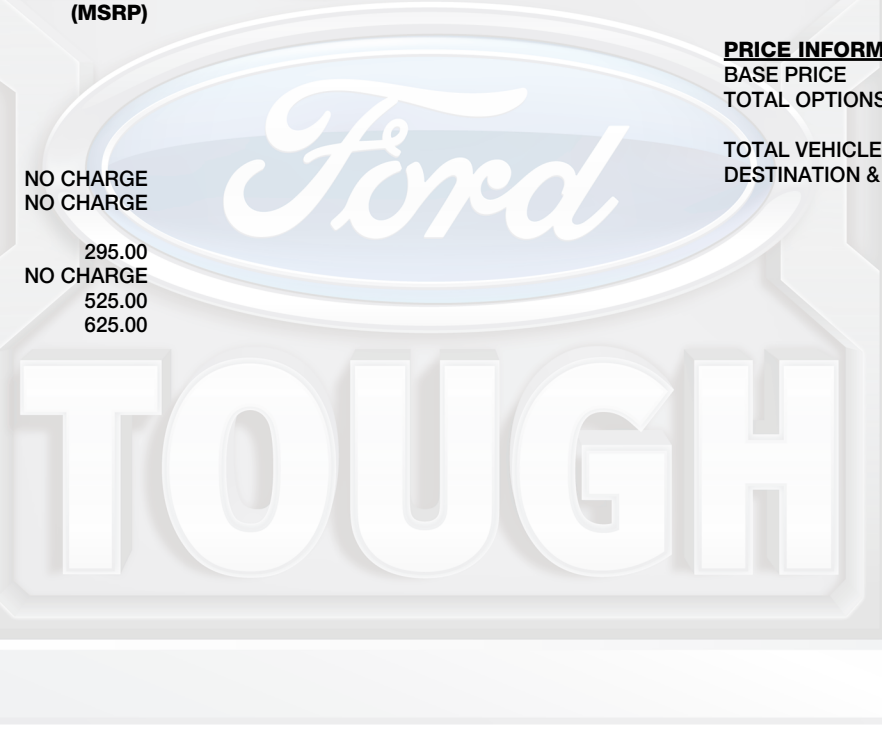 (MSRP)
NO CHARGE
NO CHARGE
295.00
NO CHARGE
525.00
625.00
PRICE INFORM
BASE PRICE
TOTAL OPTIONS
TOTAL VEHICLE
DESTINATION &
Ford
TOUGH